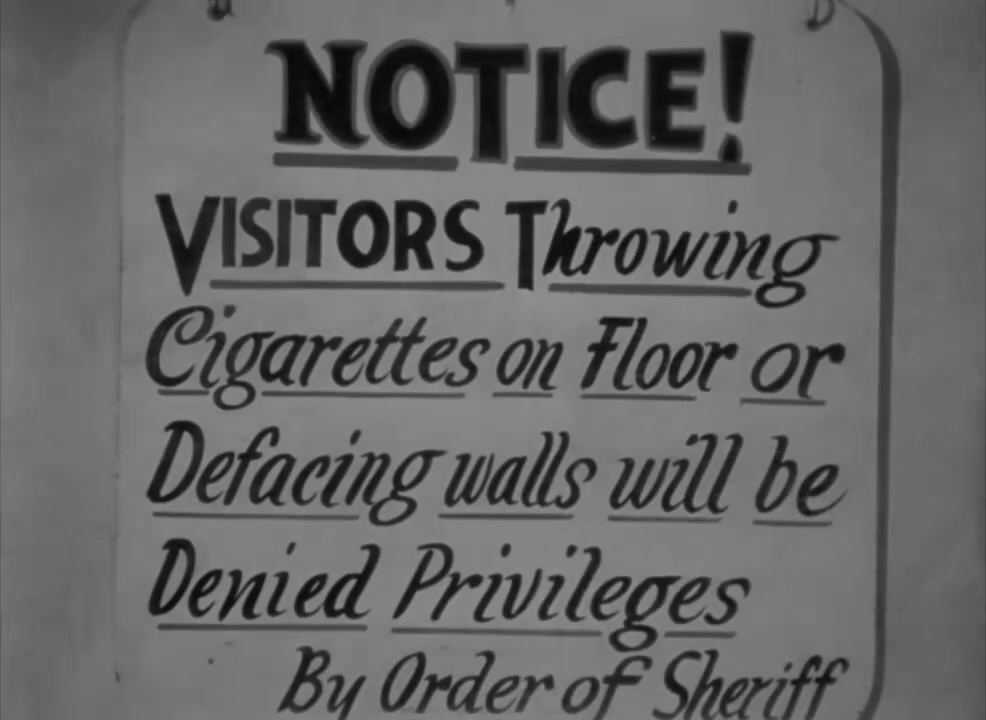 NOTICE!
VISITORS Throwing
Cigarettes on Floor or
Defacing walls will be
Denied Privileges
By Order of Sheriff